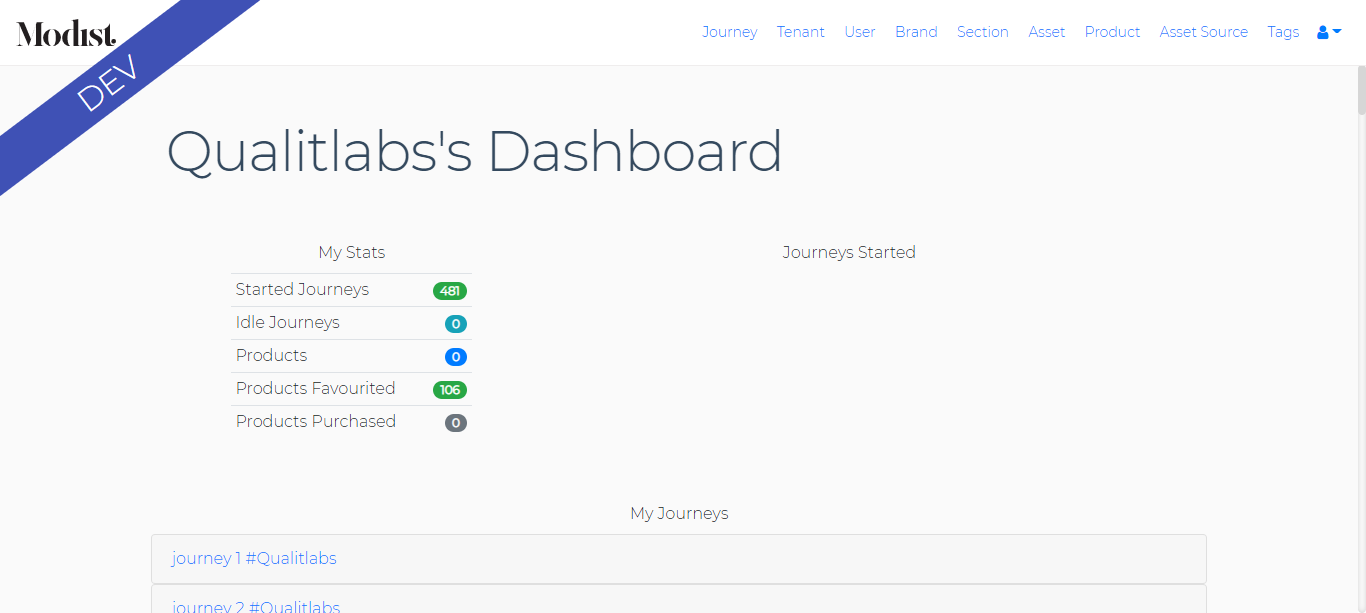 Modist.
Journey Tenant User Brand Section Asset Product Asset Source Tags
DEV
Qualitlabs's Dashboard
My Stats
Started Journeys 481
Idle Journeys 0
Products 0
Products Favourited 106
Products Purchased 0
Journeys Started
My Journeys
journey 1 #Qualitlabs
journey 2 #Qualitlabs